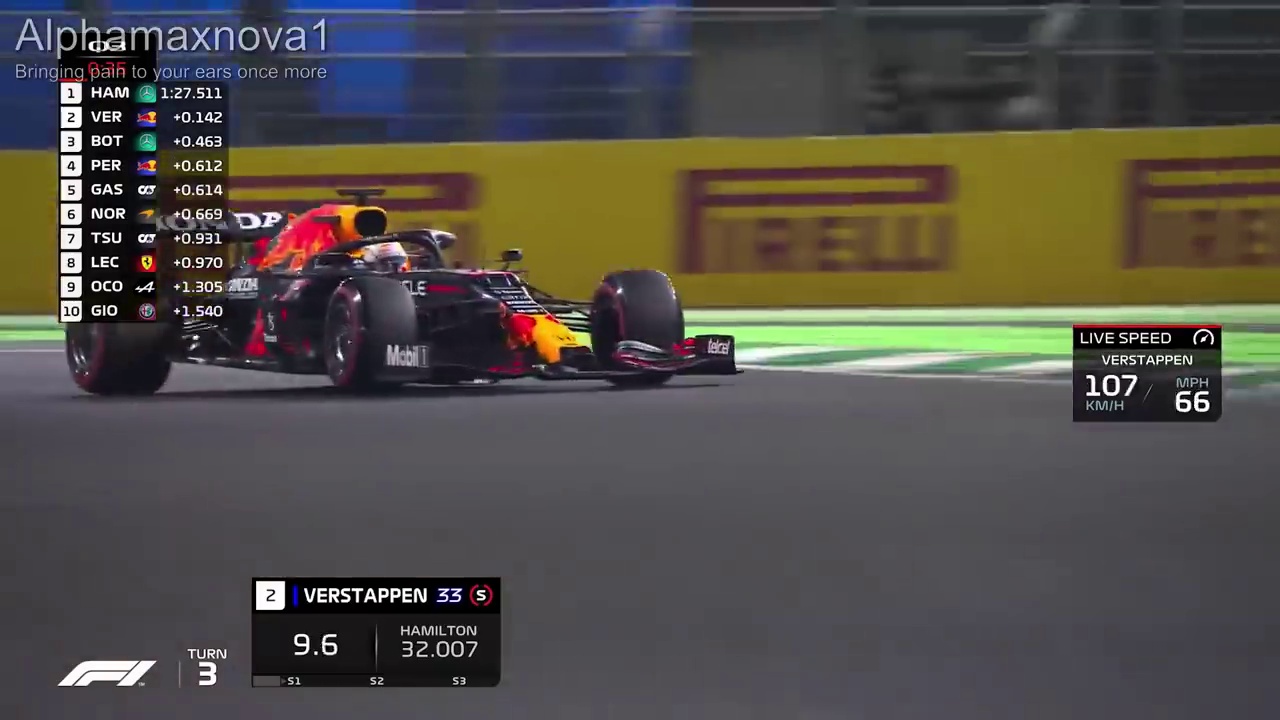 Alphamaxnova1
Q3
Bringing pain to your ears once more
0:35
1 HAM 1:27.511
2 VER +0.142
3 BOT +0.463
4 PER +0.612
5 GAS +0.614
6 NOR +0.669
7 TSU +0.931
8 LEC +0.970
9 OCO +1.305
10 GIO +1.540
HONDA
PIRELLI
Mobil 1
telcel
LIVE SPEED
VERSTAPPEN
107 KM/H
MPH 66
2 VERSTAPPEN 33 S
9.6
HAMILTON
32.007
S1 S2 S3
F1
TURN
3